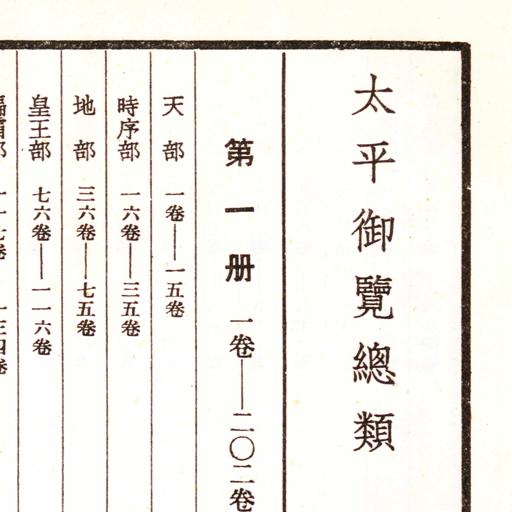 太平御覽總類
第一册 一卷——二〇二卷
天部 一卷——一五卷
時序部 一六卷——三五卷
地部 三六卷——七五卷
皇王部 七六卷——一一六卷
偏霸部 一一七卷——一三四卷